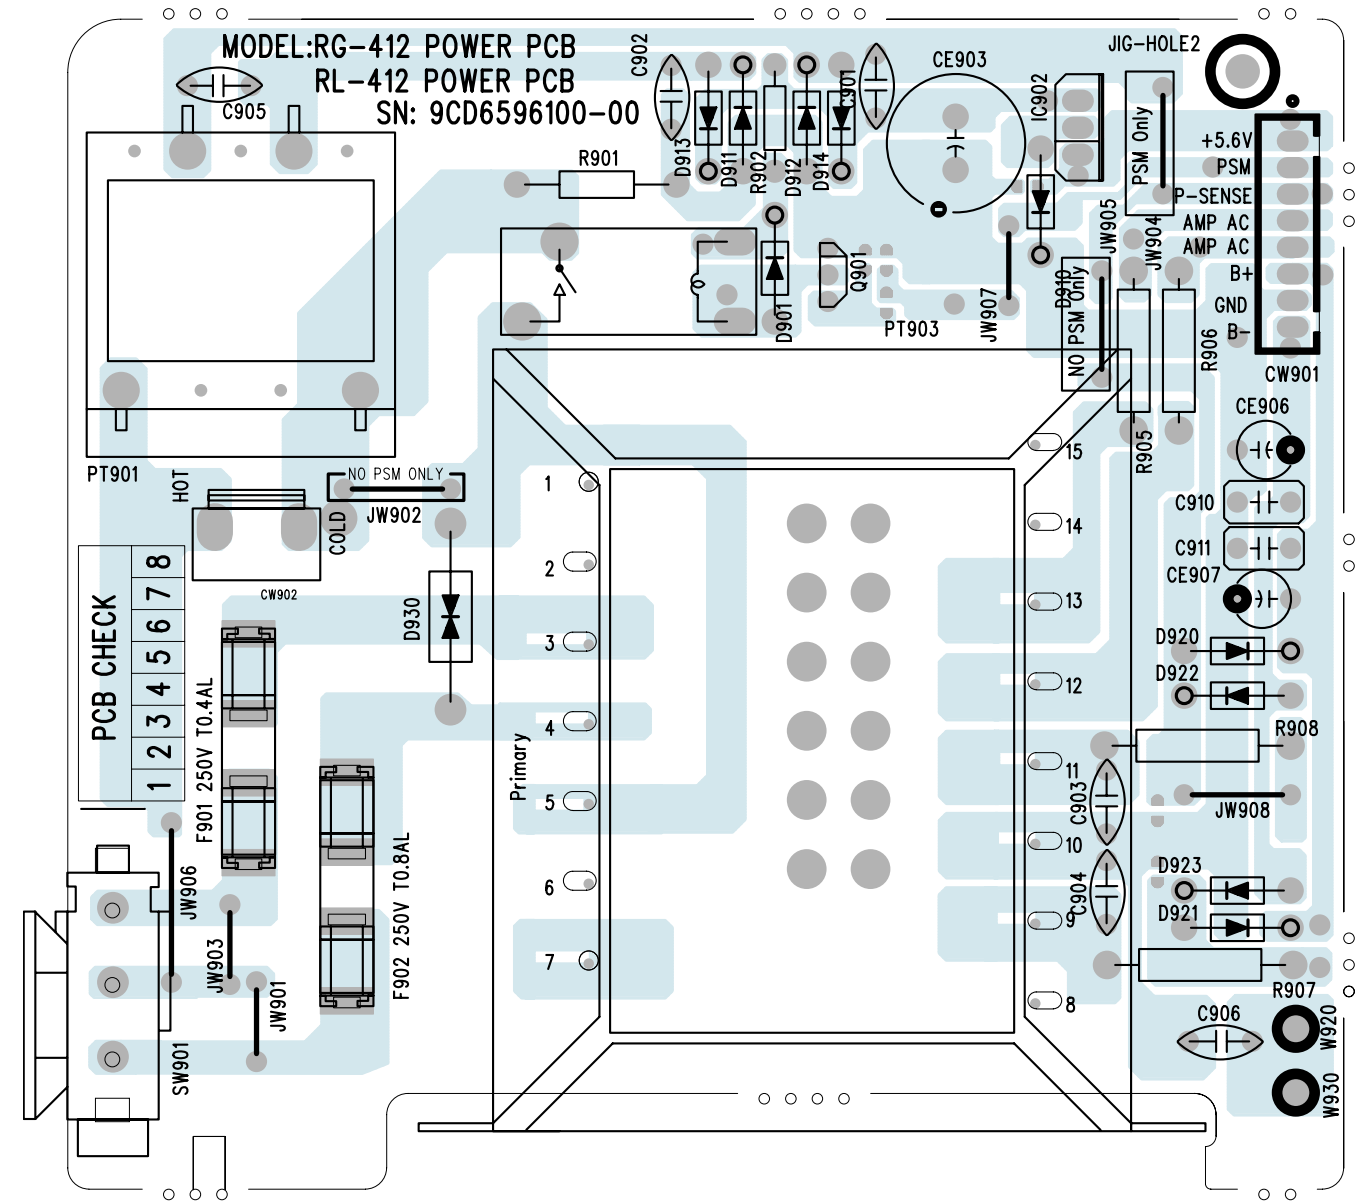 MODEL:RG-412 POWER PCB
RL-412 POWER PCB
SN: 9CD6596100-00
C905
C902
C901
CE903
IC902
JIG-HOLE2
PSM Only
+5.6V
PSM
P-SENSE
AMP AC
AMP AC
B+
GND
B-
CW901
R901
D913
D911
R902
D912
D914
D901
Q901
PT903
JW907
D910
NO PSM Only
JW905
JW904
R905
R906
PT901
HOT
COLD
NO PSM ONLY
JW902
CW902
D930
CE906
C910
C911
CE907
D920
D922
R908
JW908
D923
D921
R907
C906
W920
W930
C903
C904
PCB CHECK
1 2 3 4 5 6 7 8
F901 250V T0.4AL
F902 250V T0.8AL
JW906
JW903
JW901
SW901
Primary
1
2
3
4
5
6
7
15
14
13
12
11
10
9
8